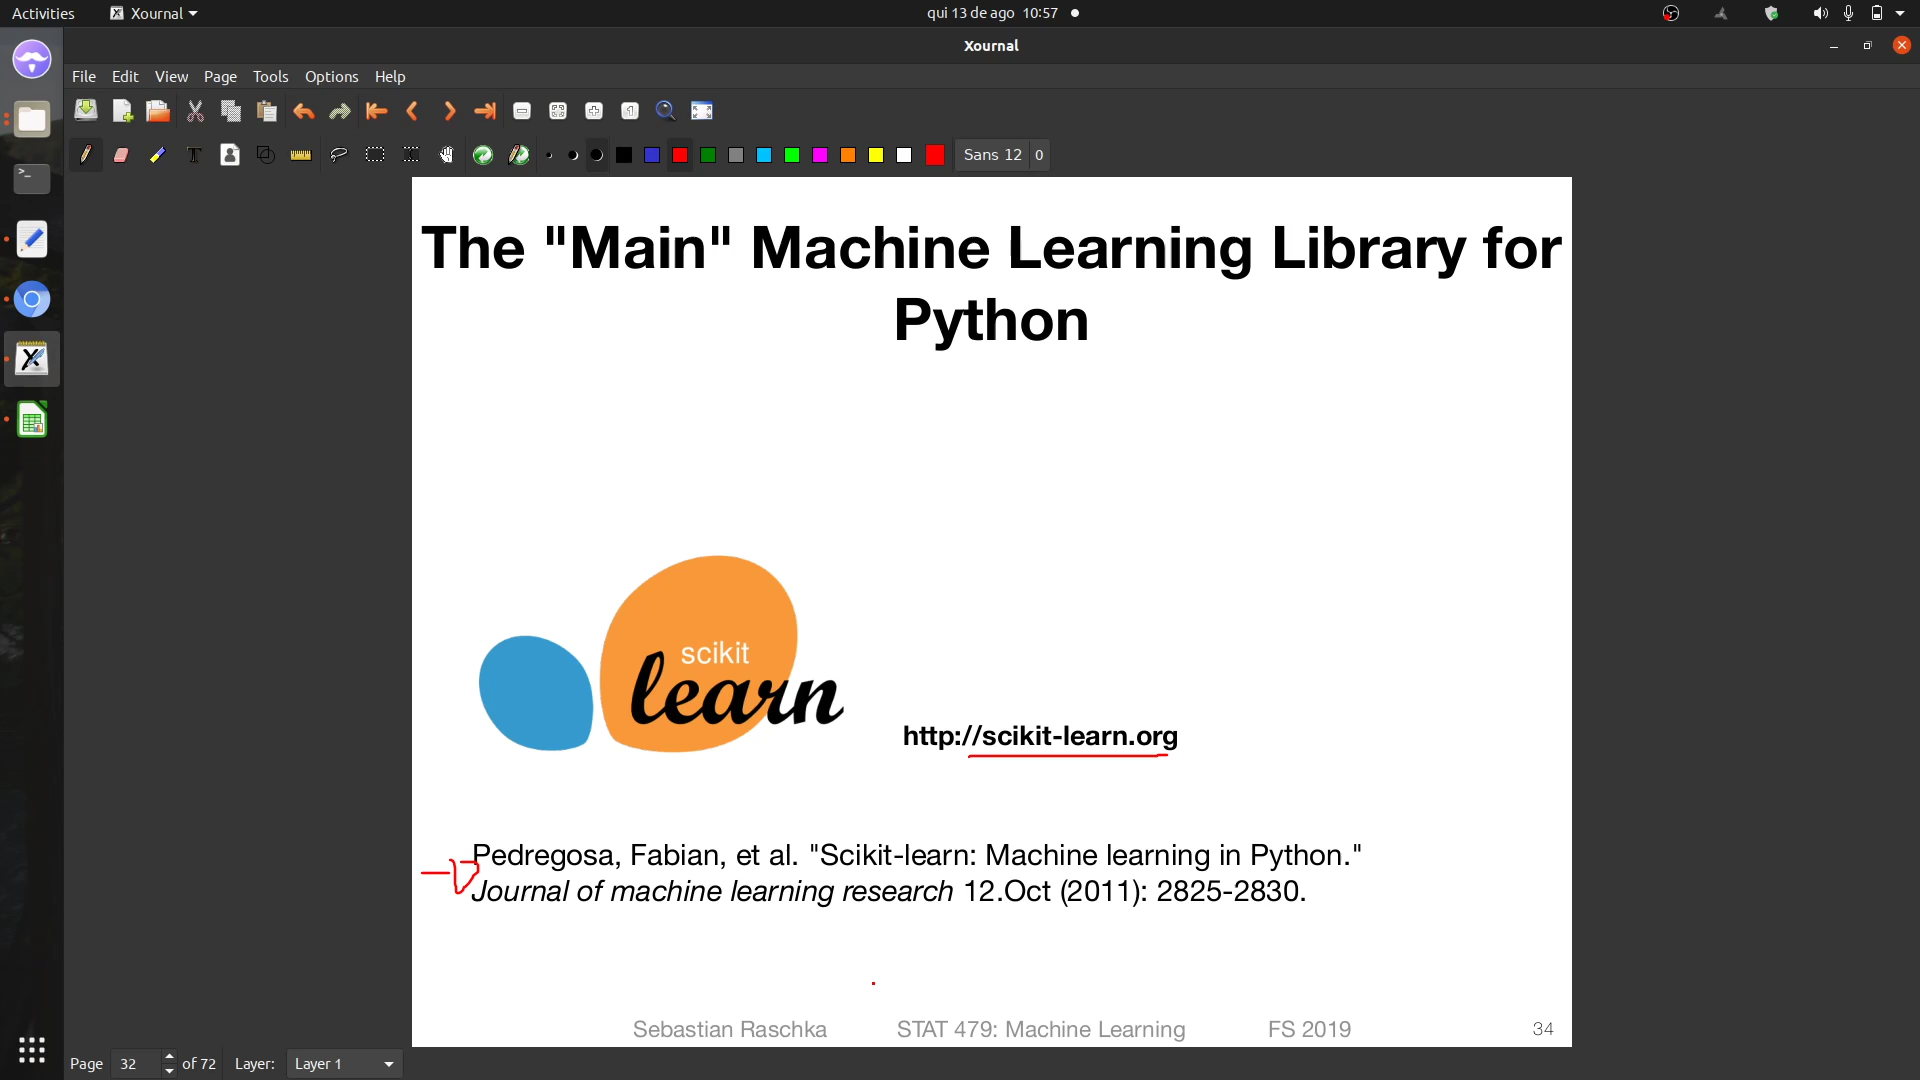 Activities Xournal qui 13 de ago 10:57
Xournal
File Edit View Page Tools Options Help
Sans 12 0
The "Main" Machine Learning Library for
Python
scikit
learn
http://scikit-learn.org
Pedregosa, Fabian, et al. "Scikit-learn: Machine learning in Python."
Journal of machine learning research 12.Oct (2011): 2825-2830.
Sebastian Raschka STAT 479: Machine Learning FS 2019 34
Page 32 of 72 Layer: Layer 1